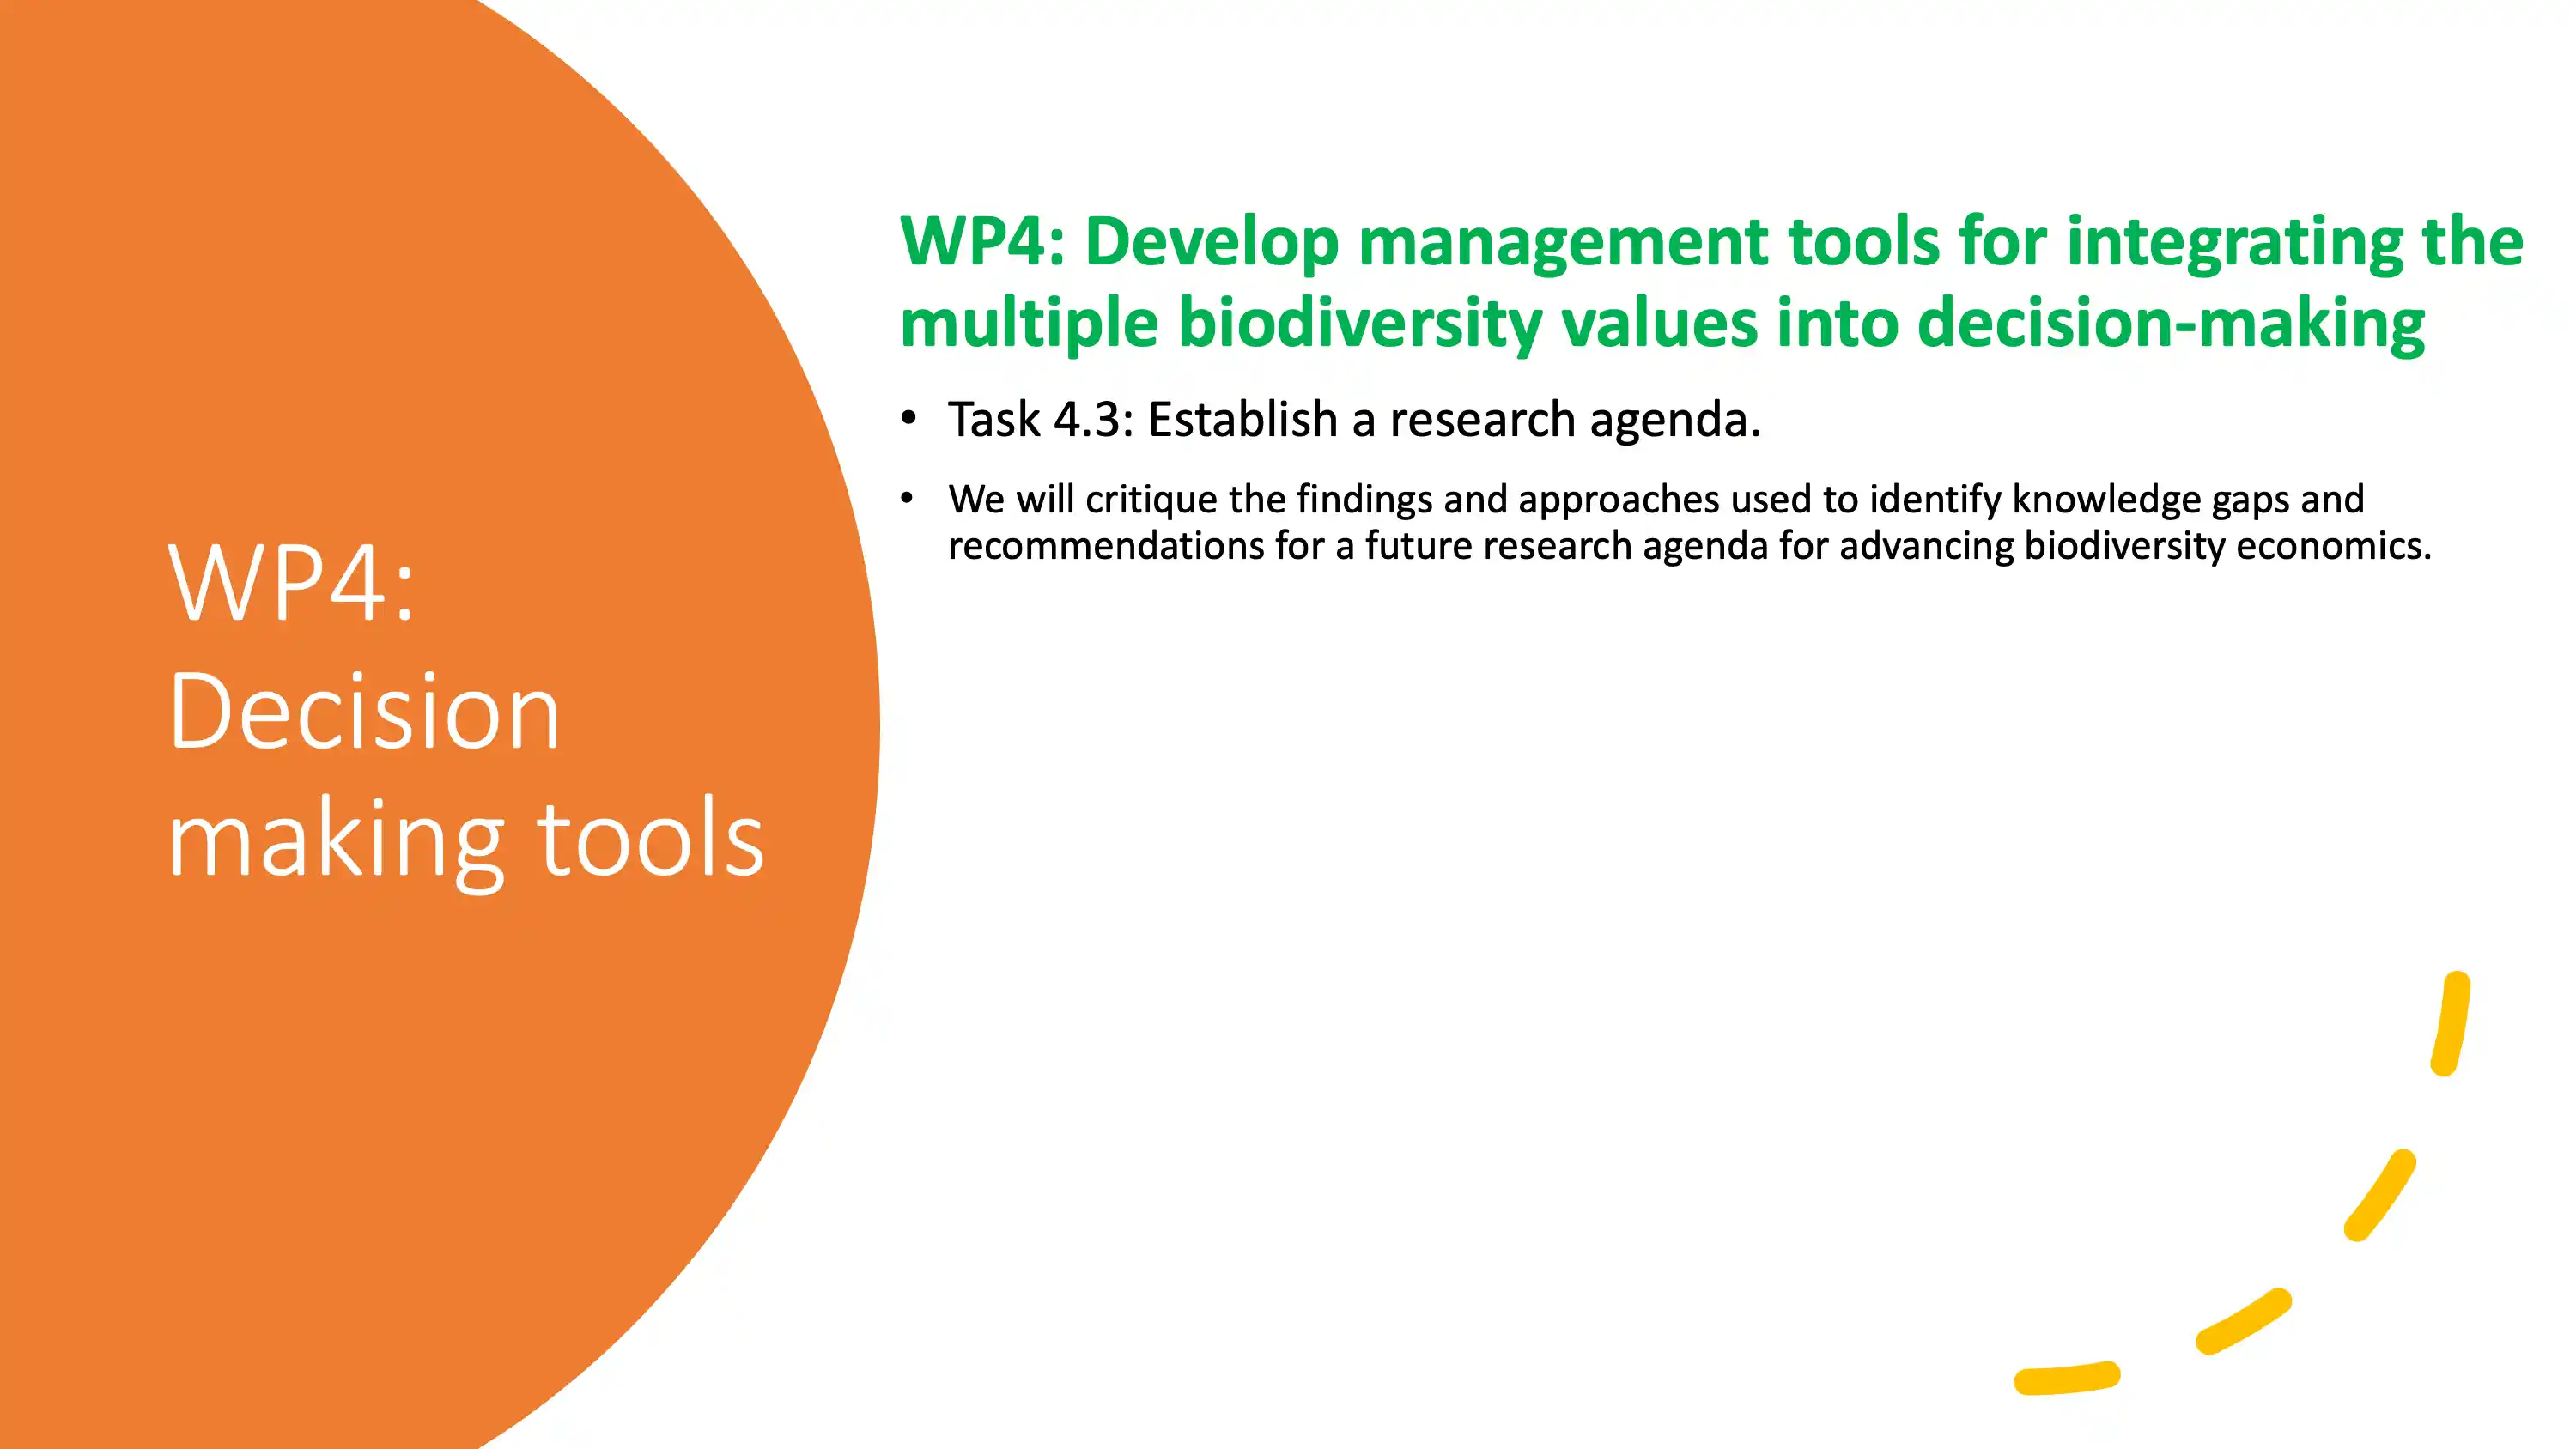 WP4:
Decision
making tools
WP4: Develop management tools for integrating the
multiple biodiversity values into decision-making
• Task 4.3: Establish a research agenda.
• We will critique the findings and approaches used to identify knowledge gaps and
recommendations for a future research agenda for advancing biodiversity economics.